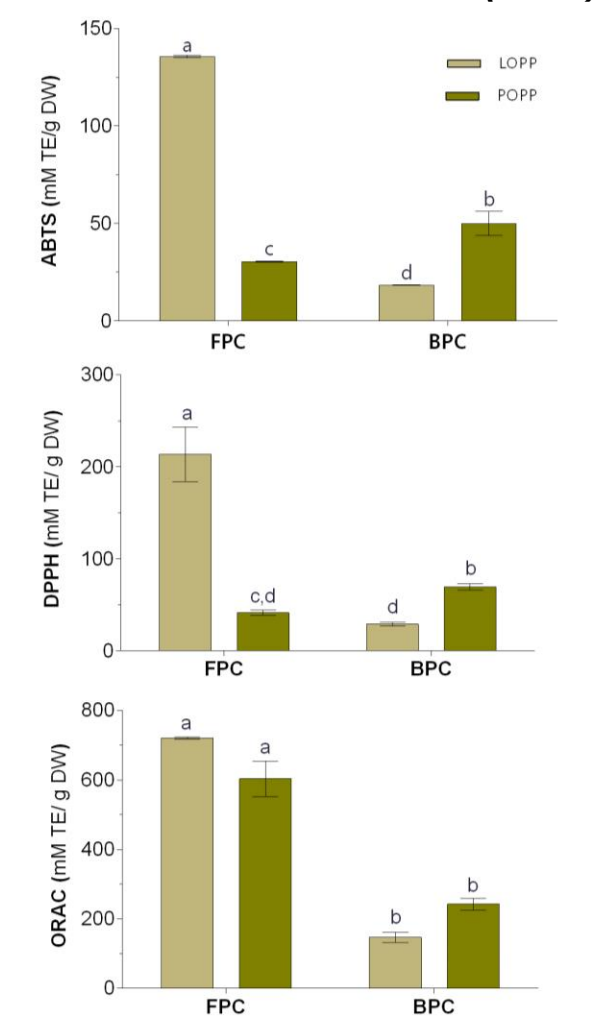 150
a
LOPP
POPP
100
ABTS (mM TE/g DW)
50
c
d
b
0
FPC
BPC
300
a
200
DPPH (mM TE/ g DW)
100
c,d
d
b
0
FPC
BPC
800
a
a
600
ORAC (mM TE/ g DW)
400
200
b
b
0
FPC
BPC